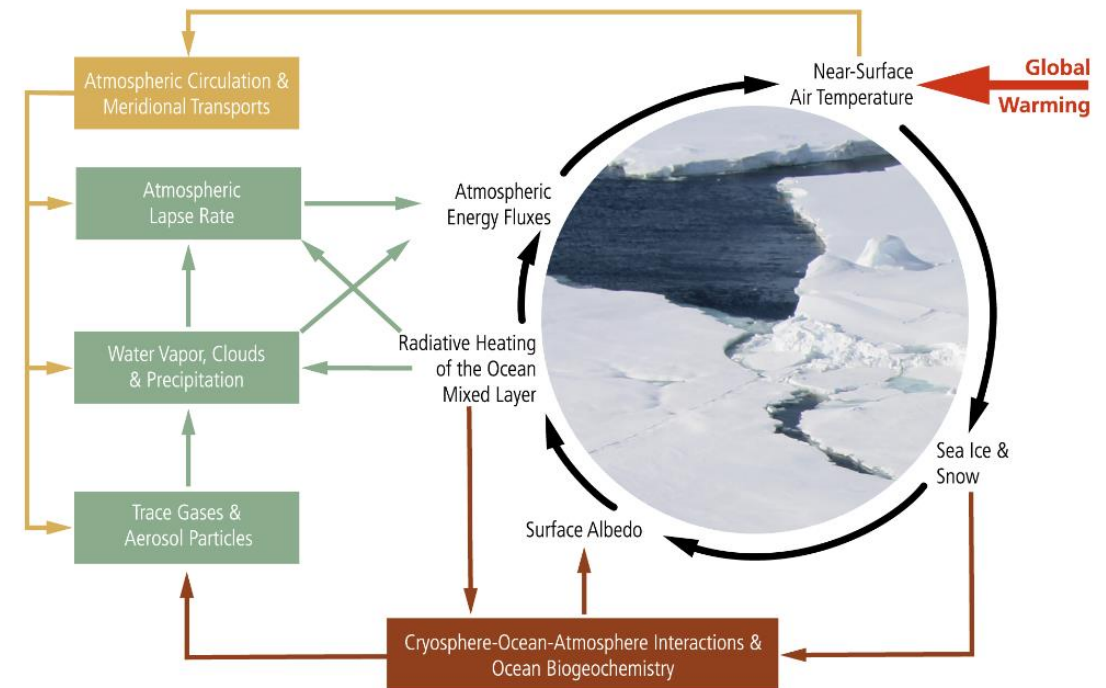 Atmospheric Circulation &
Meridional Transports
Near-Surface
Air Temperature
Global
Warming
Atmospheric
Lapse Rate
Atmospheric
Energy Fluxes
Water Vapor, Clouds
& Precipitation
Radiative Heating
of the Ocean
Mixed Layer
Sea Ice &
Snow
Trace Gases &
Aerosol Particles
Surface Albedo
Cryosphere-Ocean-Atmosphere Interactions &
Ocean Biogeochemistry